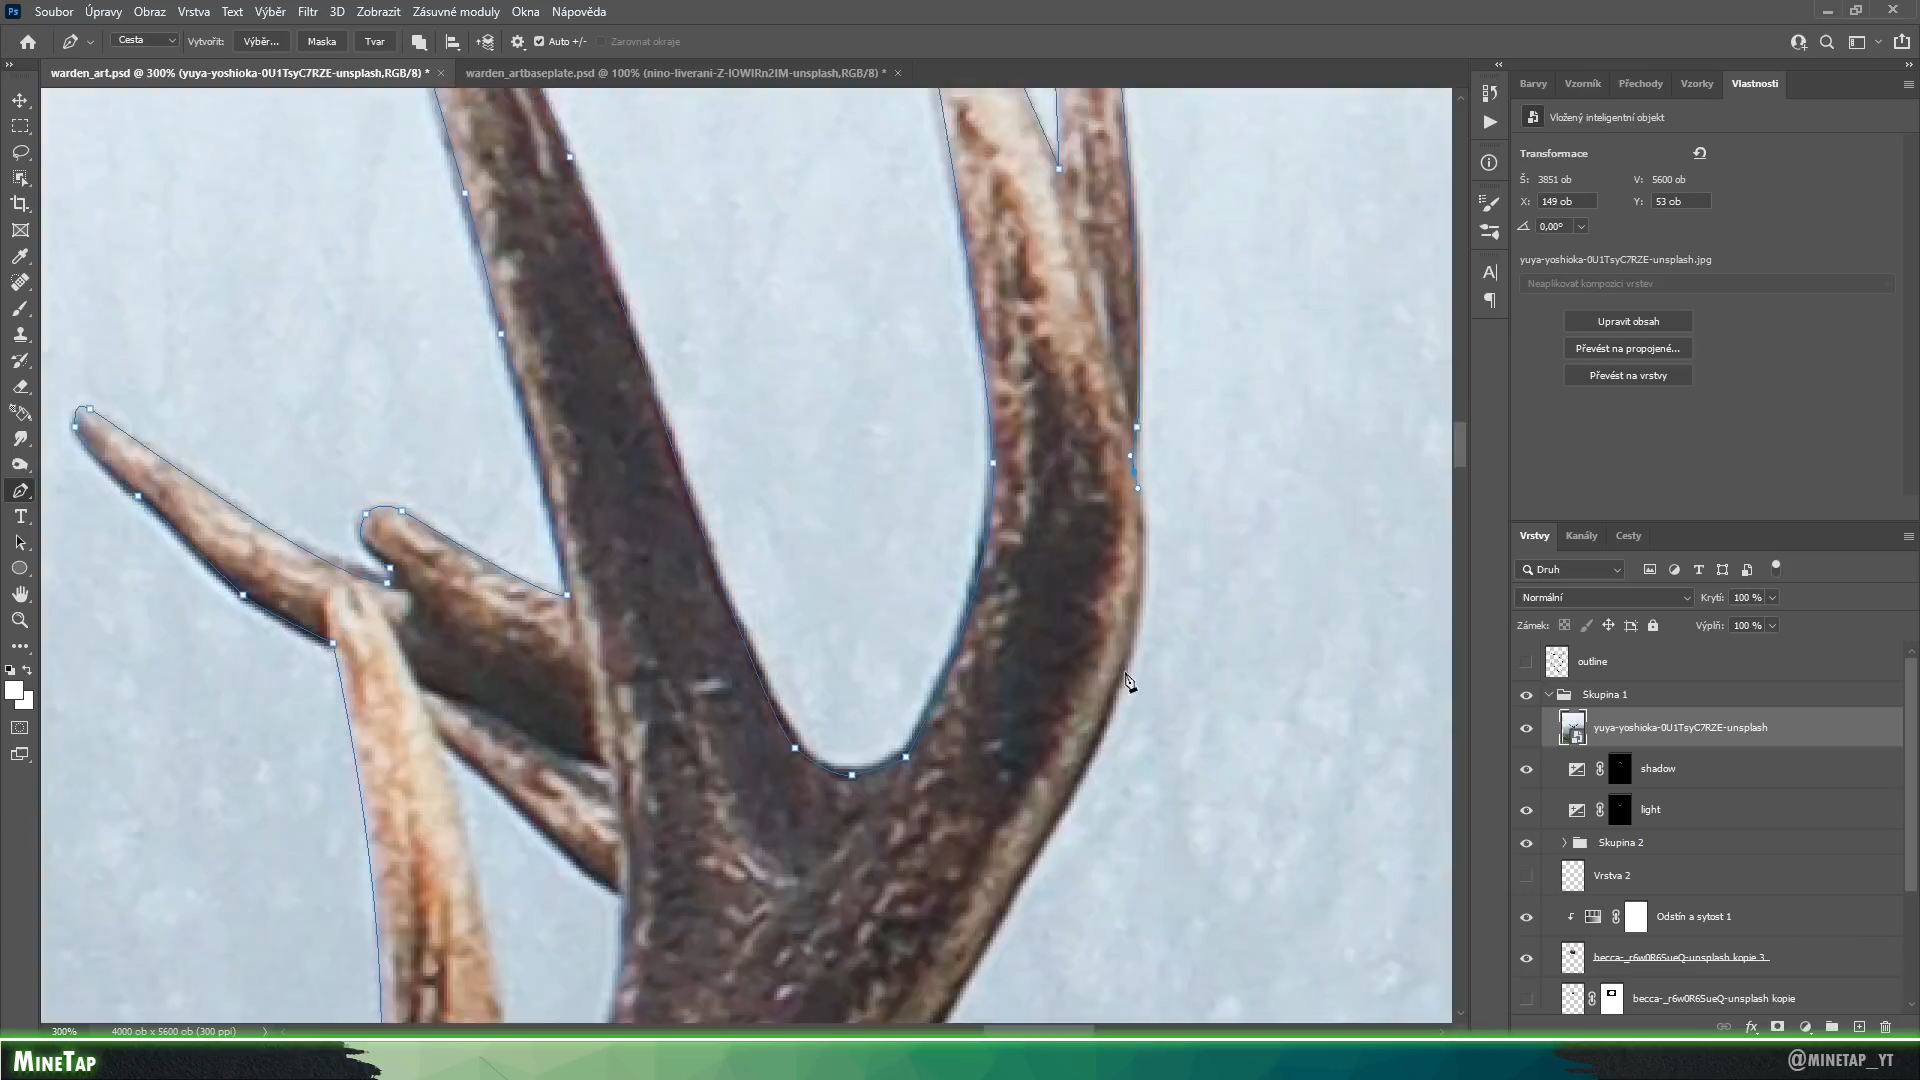 Ps Soubor Úpravy Obraz Vrstva Text Výběr Filtr 3D Zobrazit Zásuvné moduly Okna Nápověda
Cesta Vytvořit: Výběr... Maska Tvar Auto +/- Zarovnat okraje
warden_art.psd @ 300% (yuya-yoshioka-0U1TsyC7RZE-unsplash,RGB/8) *
warden_artbaseplate.psd @ 100% (nino-liverani-Z-lOWIRn2IM-unsplash,RGB/8) *
Barvy Vzorník Přechody Vzorky Vlastnosti
Vložený inteligentní objekt
Transformace
Š: 3851 ob V: 5600 ob
X: 149 ob Y: 53 ob
0,00°
yuya-yoshioka-0U1TsyC7RZE-unsplash.jpg
Neaplikovat kompozici vrstev
Upravit obsah
Převést na propojené...
Převést na vrstvy
Vrstvy Kanály Cesty
Druh
Normální Krytí: 100 %
Zámek: Výplň: 100 %
outline
Skupina 1
yuya-yoshioka-0U1TsyC7RZE-unsplash
shadow
light
Skupina 2
Vrstva 2
Odstín a sytost 1
becca-_r6w0R6SueQ-unsplash kopie 3
becca-_r6w0R6SueQ-unsplash kopie
300% 4000 ob x 5600 ob (300 ppi)
MineTap
@minetap_yt